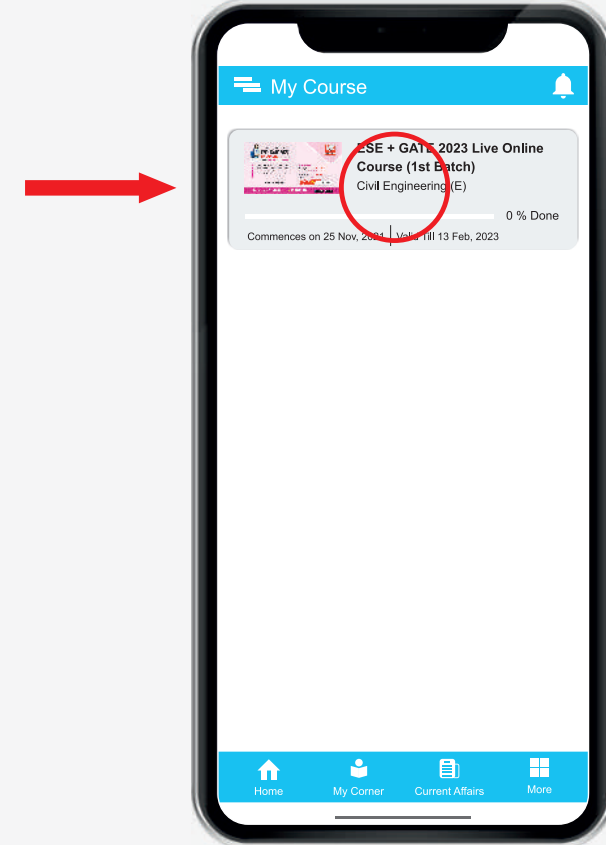 My Course
ESE + GATE 2023 Live Online
Course (1st Batch)
Civil Engineering (E)
0 % Done
Commences on 25 Nov, 2021 | Valid Till 13 Feb, 2023
Home My Corner Current Affairs More